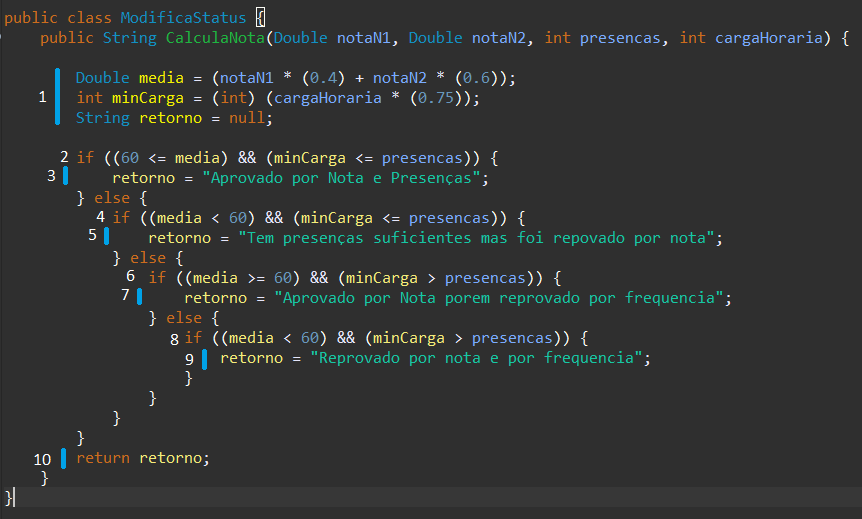 public class ModificaStatus {
public String CalculaNota(Double notaN1, Double notaN2, int presencas, int cargaHoraria) {
Double media = (notaN1 * (0.4) + notaN2 * (0.6));
1 int minCarga = (int) (cargaHoraria * (0.75));
String retorno = null;
2 if ((60 <= media) && (minCarga <= presencas)) {
3 retorno = "Aprovado por Nota e Presenças";
} else {
4 if ((media < 60) && (minCarga <= presencas)) {
5 retorno = "Tem presenças suficientes mas foi repovado por nota";
} else {
6 if ((media >= 60) && (minCarga > presencas)) {
7 retorno = "Aprovado por Nota porem reprovado por frequencia";
} else {
8 if ((media < 60) && (minCarga > presencas)) {
9 retorno = "Reprovado por nota e por frequencia";
}
}
}
}
10 return retorno;
}
}